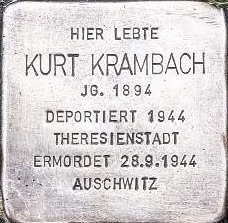 HIER LEBTE
KURT KRAMBACH
JG. 1894
DEPORTIERT 1944
THERESIENSTADT
ERMORDET 28.9.1944
AUSCHWITZ